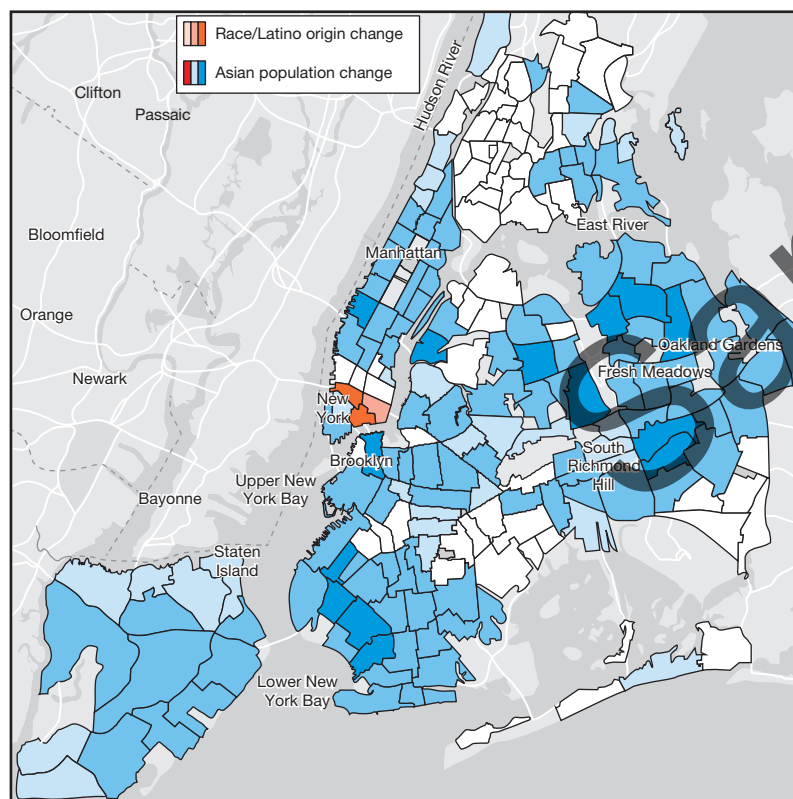 Race/Latino origin change
Asian population change
Hudson River
Clifton
Passaic
Bloomfield
Manhattan
East River
Orange
Oakland Gardens
Newark
Fresh Meadows
New
York
Brooklyn
South
Richmond
Hill
Upper New
York Bay
Bayonne
Staten
Island
Lower New
York Bay